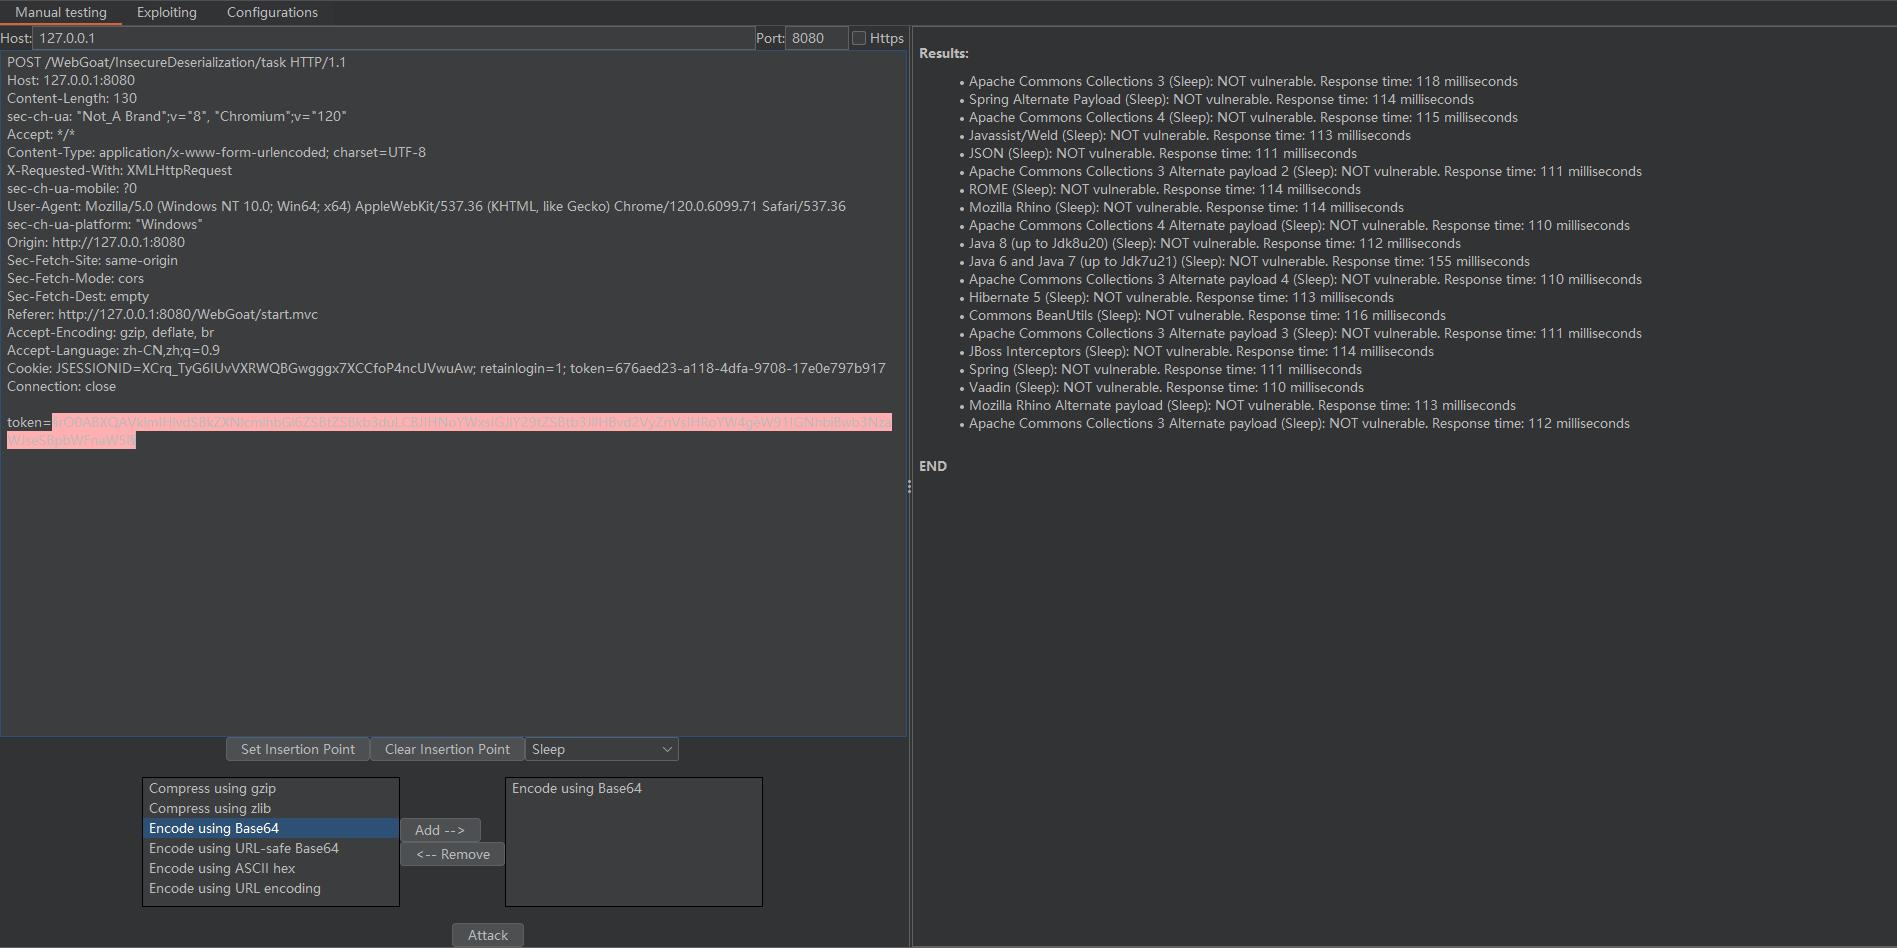 Manual testing Exploiting Configurations
Host: 127.0.0.1 Port: 8080 Https
POST /WebGoat/InsecureDeserialization/task HTTP/1.1
Host: 127.0.0.1:8080
Content-Length: 130
sec-ch-ua: "Not_A Brand";v="8", "Chromium";v="120"
Accept: */*
Content-Type: application/x-www-form-urlencoded; charset=UTF-8
X-Requested-With: XMLHttpRequest
sec-ch-ua-mobile: ?0
User-Agent: Mozilla/5.0 (Windows NT 10.0; Win64; x64) AppleWebKit/537.36 (KHTML, like Gecko) Chrome/120.0.6099.71 Safari/537.36
sec-ch-ua-platform: "Windows"
Origin: http://127.0.0.1:8080
Sec-Fetch-Site: same-origin
Sec-Fetch-Mode: cors
Sec-Fetch-Dest: empty
Referer: http://127.0.0.1:8080/WebGoat/start.mvc
Accept-Encoding: gzip, deflate, br
Accept-Language: zh-CN,zh;q=0.9
Cookie: JSESSIONID=XCrq_TyG6IUvVXRWQBGwgggx7XCCfoP4ncUVwuAw; retainlogin=1; token=676aed23-a118-4dfa-9708-17e0e797b917
Connection: close
token=
Set Insertion Point Clear Insertion Point Sleep
Compress using gzip
Compress using zlib
Encode using Base64
Encode using URL-safe Base64
Encode using ASCII hex
Encode using URL encoding
Add -->
<-- Remove
Encode using Base64
Attack
Results:
• Apache Commons Collections 3 (Sleep): NOT vulnerable. Response time: 118 milliseconds
• Spring Alternate Payload (Sleep): NOT vulnerable. Response time: 114 milliseconds
• Apache Commons Collections 4 (Sleep): NOT vulnerable. Response time: 115 milliseconds
• Javassist/Weld (Sleep): NOT vulnerable. Response time: 113 milliseconds
• JSON (Sleep): NOT vulnerable. Response time: 111 milliseconds
• Apache Commons Collections 3 Alternate payload 2 (Sleep): NOT vulnerable. Response time: 111 milliseconds
• ROME (Sleep): NOT vulnerable. Response time: 114 milliseconds
• Mozilla Rhino (Sleep): NOT vulnerable. Response time: 114 milliseconds
• Apache Commons Collections 4 Alternate payload (Sleep): NOT vulnerable. Response time: 110 milliseconds
• Java 8 (up to Jdk8u20) (Sleep): NOT vulnerable. Response time: 112 milliseconds
• Java 6 and Java 7 (up to Jdk7u21) (Sleep): NOT vulnerable. Response time: 155 milliseconds
• Apache Commons Collections 3 Alternate payload 4 (Sleep): NOT vulnerable. Response time: 110 milliseconds
• Hibernate 5 (Sleep): NOT vulnerable. Response time: 113 milliseconds
• Commons BeanUtils (Sleep): NOT vulnerable. Response time: 116 milliseconds
• Apache Commons Collections 3 Alternate payload 3 (Sleep): NOT vulnerable. Response time: 111 milliseconds
• JBoss Interceptors (Sleep): NOT vulnerable. Response time: 114 milliseconds
• Spring (Sleep): NOT vulnerable. Response time: 111 milliseconds
• Vaadin (Sleep): NOT vulnerable. Response time: 110 milliseconds
• Mozilla Rhino Alternate payload (Sleep): NOT vulnerable. Response time: 113 milliseconds
• Apache Commons Collections 3 Alternate payload (Sleep): NOT vulnerable. Response time: 112 milliseconds
END